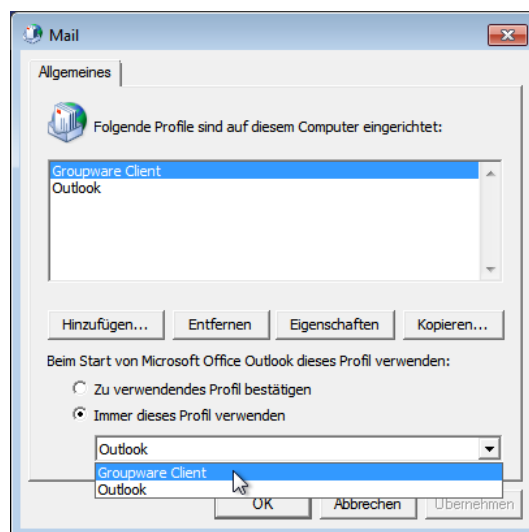 Mail
Allgemeines
Folgende Profile sind auf diesem Computer eingerichtet:
Groupware Client
Outlook
Hinzufügen... Entfernen Eigenschaften Kopieren...
Beim Start von Microsoft Office Outlook dieses Profil verwenden:
Zu verwendendes Profil bestätigen
Immer dieses Profil verwenden
Outlook
Groupware Client
Outlook
OK Abbrechen Übernehmen